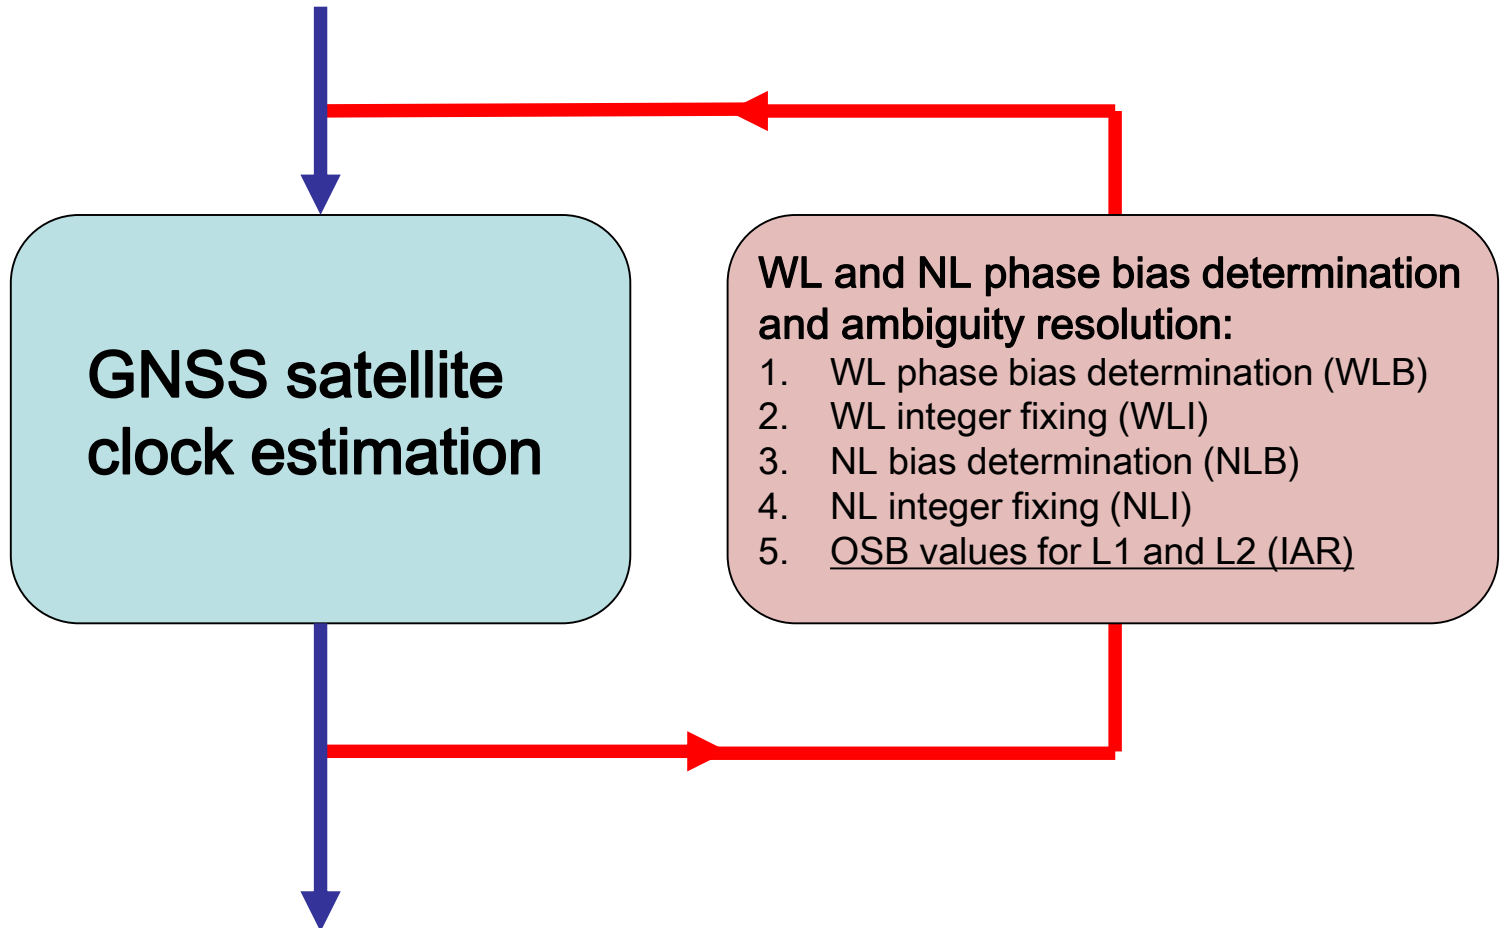 GNSS satellite
clock estimation
WL and NL phase bias determination
and ambiguity resolution:
1. WL phase bias determination (WLB)
2. WL integer fixing (WLI)
3. NL bias determination (NLB)
4. NL integer fixing (NLI)
5. OSB values for L1 and L2 (IAR)